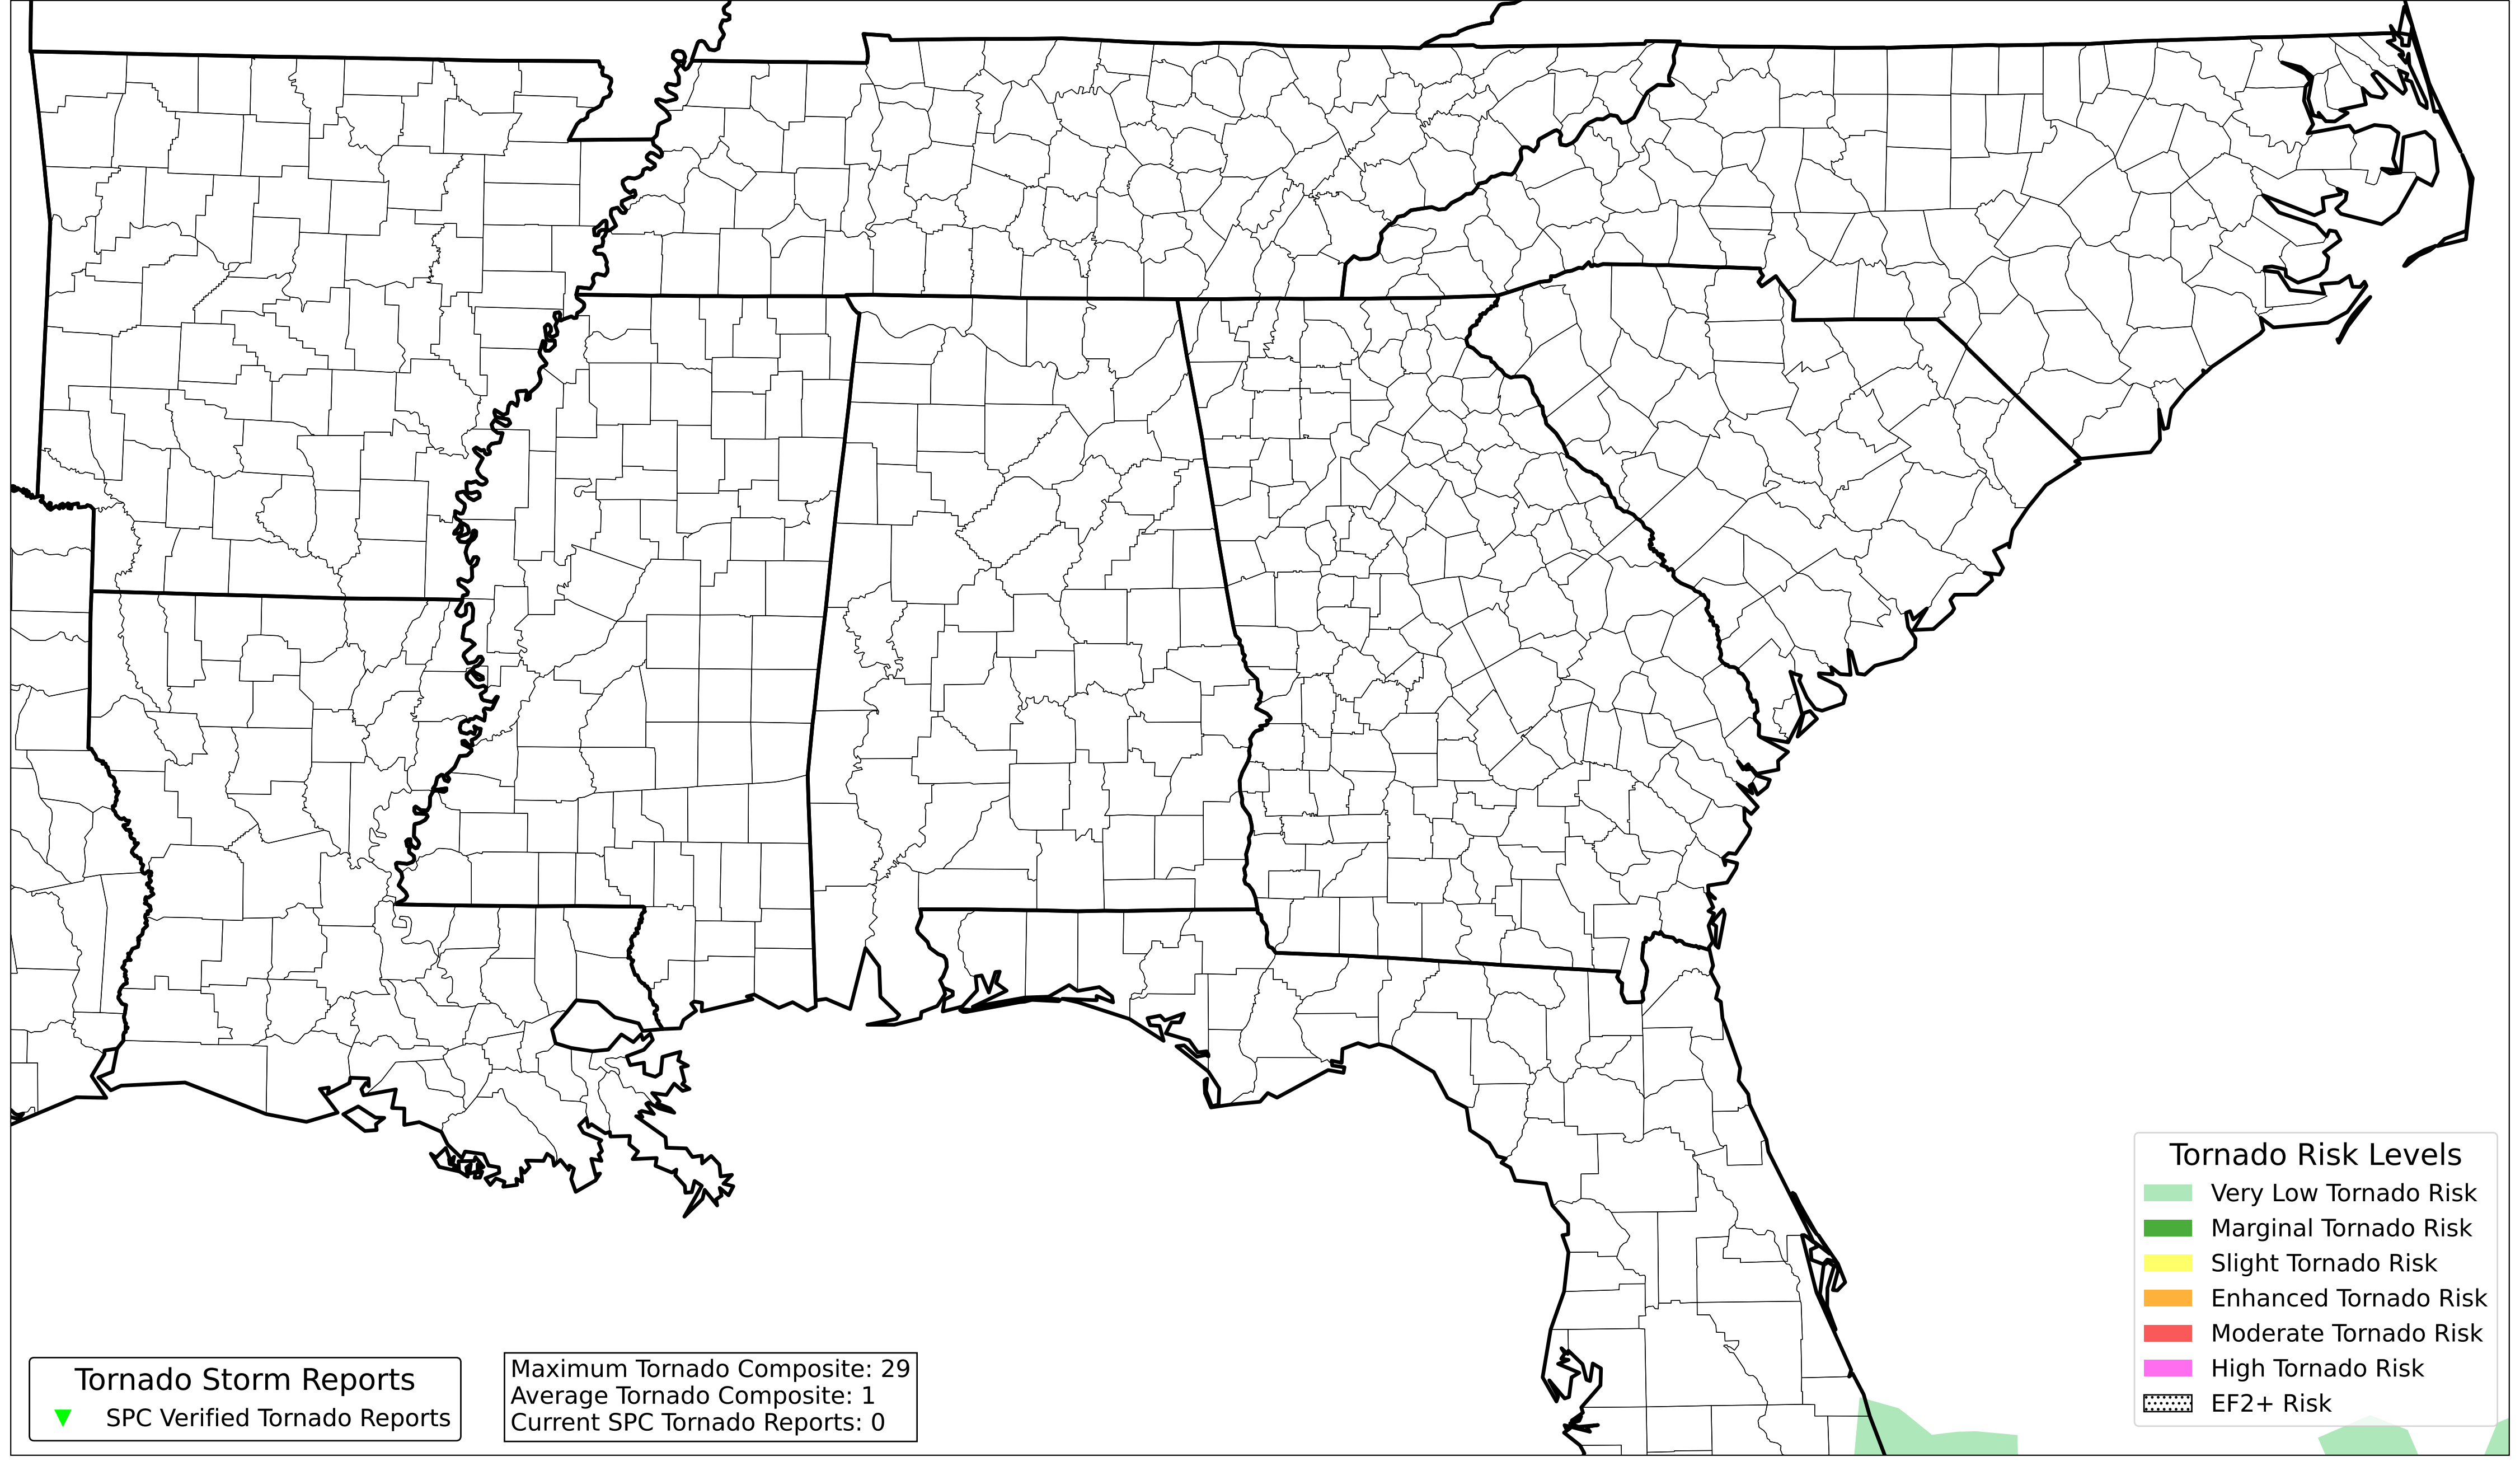 Tornado Risk Levels
Very Low Tornado Risk
Marginal Tornado Risk
Slight Tornado Risk
Enhanced Tornado Risk
Moderate Tornado Risk
High Tornado Risk
EF2+ Risk
Tornado Storm Reports
SPC Verified Tornado Reports
Maximum Tornado Composite: 29
Average Tornado Composite: 1
Current SPC Tornado Reports: 0